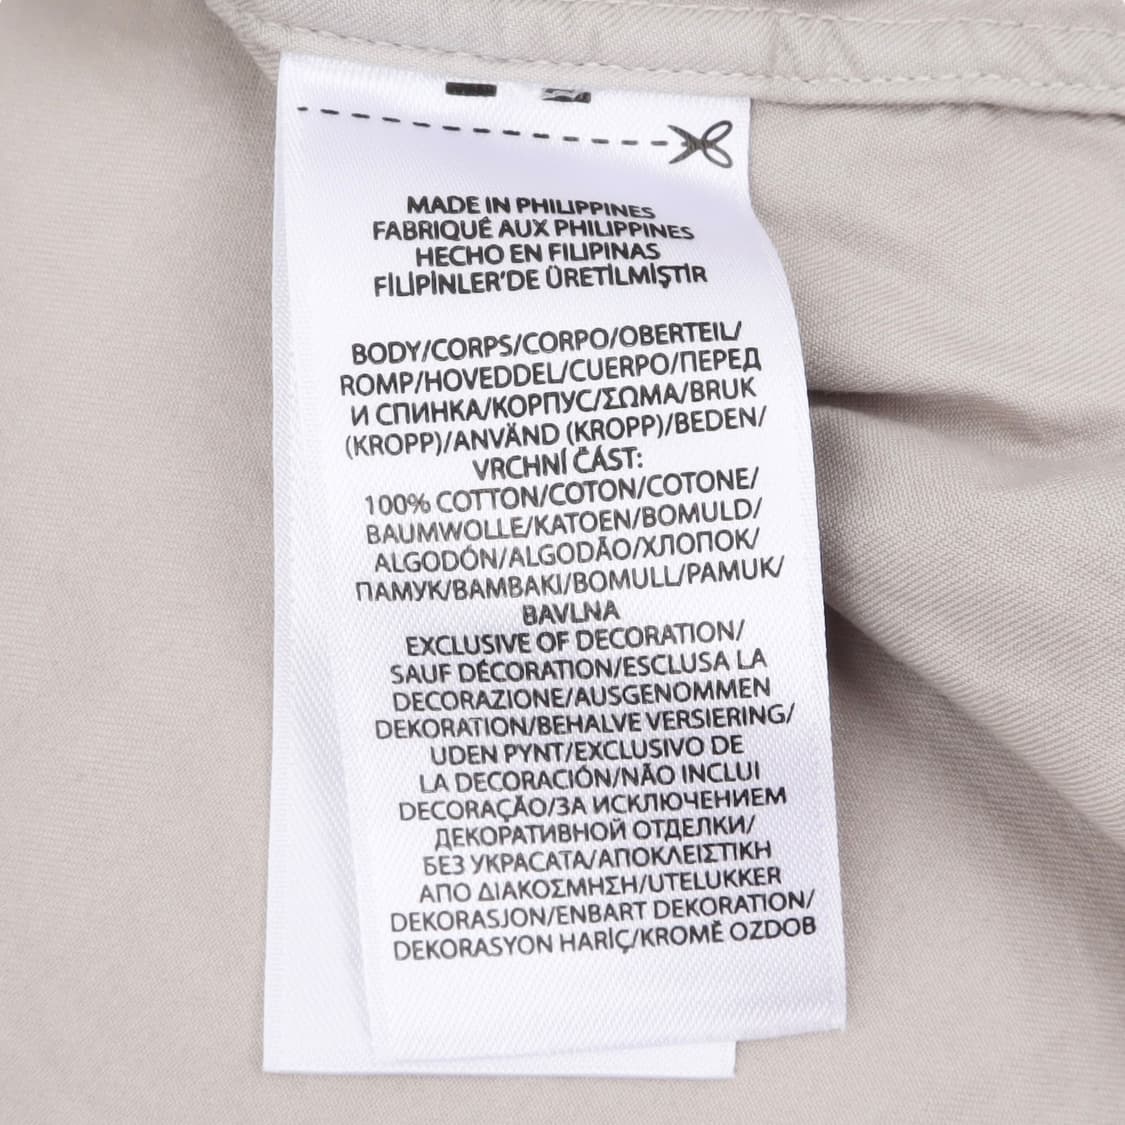 MADE IN PHILIPPINES
FABRIQUÉ AUX PHILIPPINES
HECHO EN FILIPINAS
FİLİPİNLER'DE ÜRETİLMİŞTİR
BODY/CORPS/CORPO/OBERTEIL/
ROMP/HOVEDDEL/CUERPO/ПЕРЕД
И СПИНКА/КОРПУС/ΣΩΜΑ/BRUK
(KROPP)/ANVÄND (KROPP)/BEDEN/
VRCHNÍ ČÁST:
100% COTTON/COTON/COTONE/
BAUMWOLLE/KATOEN/BOMULD/
ALGODÓN/ALGODÃO/ХЛОПОК/
ПАМУК/ΒΑΜΒΑΚΙ/BOMULL/PAMUK/
BAVLNA
EXCLUSIVE OF DECORATION/
SAUF DÉCORATION/ESCLUSA LA
DECORAZIONE/AUSGENOMMEN
DEKORATION/BEHALVE VERSIERING/
UDEN PYNT/EXCLUSIVO DE
LA DECORACIÓN/NÃO INCLUI
DECORAÇÃO/ЗА ИСКЛЮЧЕНИЕМ
ДЕКОРАТИВНОЙ ОТДЕЛКИ/
БЕЗ УКРАСАТА/ΑΠΟΚΛΕΙΣΤΙΚΗ
ΑΠΟ ΔΙΑΚΟΣΜΗΣΗ/UTELUKKER
DEKORASJON/ENBART DEKORATION/
DEKORASYON HARİÇ/KROMĚ OZDOB